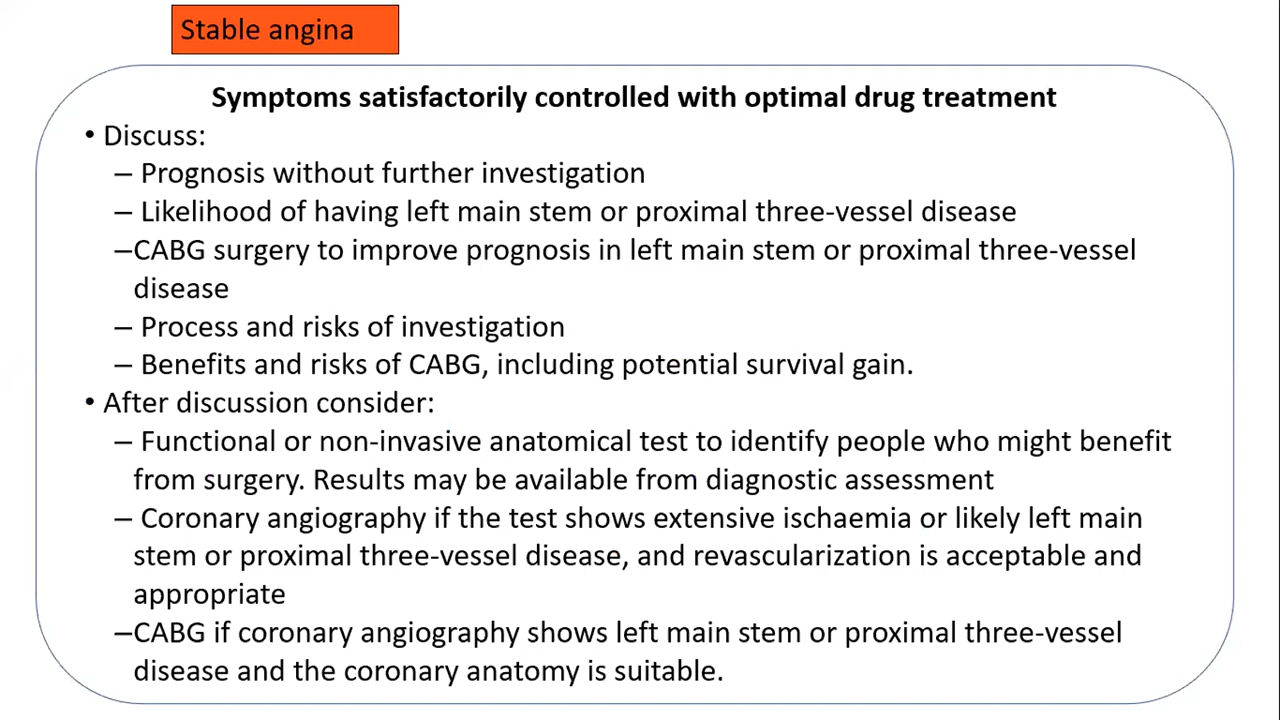 Stable angina
Symptoms satisfactorily controlled with optimal drug treatment
• Discuss:
– Prognosis without further investigation
– Likelihood of having left main stem or proximal three-vessel disease
–CABG surgery to improve prognosis in left main stem or proximal three-vessel
disease
– Process and risks of investigation
– Benefits and risks of CABG, including potential survival gain.
• After discussion consider:
– Functional or non-invasive anatomical test to identify people who might benefit
from surgery. Results may be available from diagnostic assessment
– Coronary angiography if the test shows extensive ischaemia or likely left main
stem or proximal three-vessel disease, and revascularization is acceptable and
appropriate
–CABG if coronary angiography shows left main stem or proximal three-vessel
disease and the coronary anatomy is suitable.